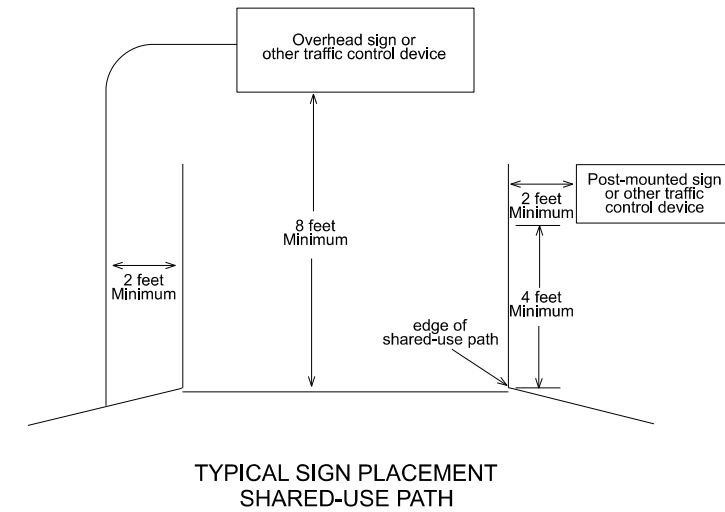 Overhead sign or
other traffic control device
Post-mounted sign
or other traffic
control device
2 feet
Minimum
8 feet
Minimum
2 feet
Minimum
4 feet
Minimum
edge of
shared-use path
TYPICAL SIGN PLACEMENT
SHARED-USE PATH